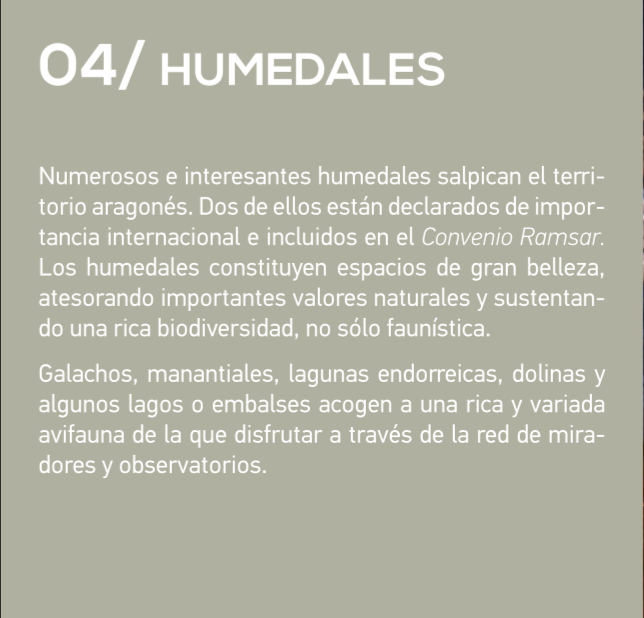 04/ HUMEDALES
Numerosos e interesantes humedales salpican el terri-
torio aragonés. Dos de ellos están declarados de impor-
tancia internacional e incluidos en el Convenio Ramsar.
Los humedales constituyen espacios de gran belleza,
atesorando importantes valores naturales y sustentan-
do una rica biodiversidad, no sólo faunística.
Galachos, manantiales, lagunas endorreicas, dolinas y
algunos lagos o embalses acogen a una rica y variada
avifauna de la que disfrutar a través de la red de mira-
dores y observatorios.